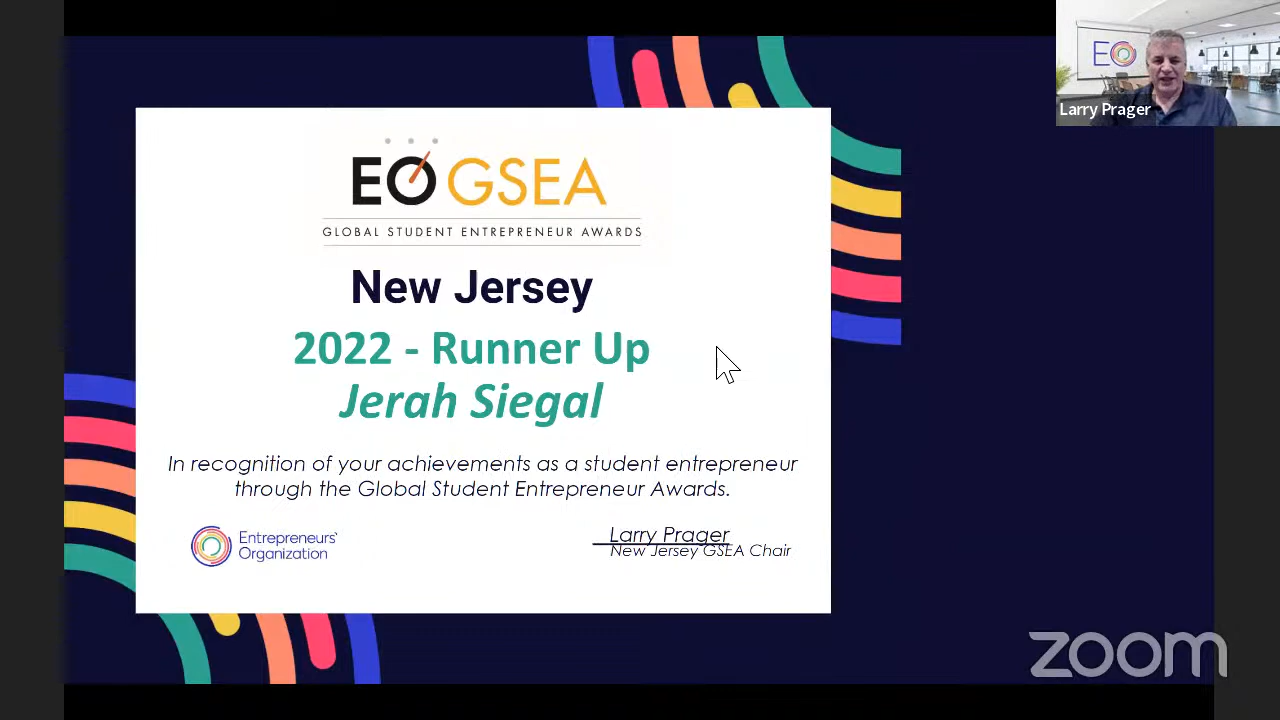 EO
Larry Prager
EO GSEA
GLOBAL STUDENT ENTREPRENEUR AWARDS
New Jersey
2022 - Runner Up
Jerah Siegal
In recognition of your achievements as a student entrepreneur
through the Global Student Entrepreneur Awards.
Entrepreneurs'
Organization
Larry Prager
New Jersey GSEA Chair
zoom